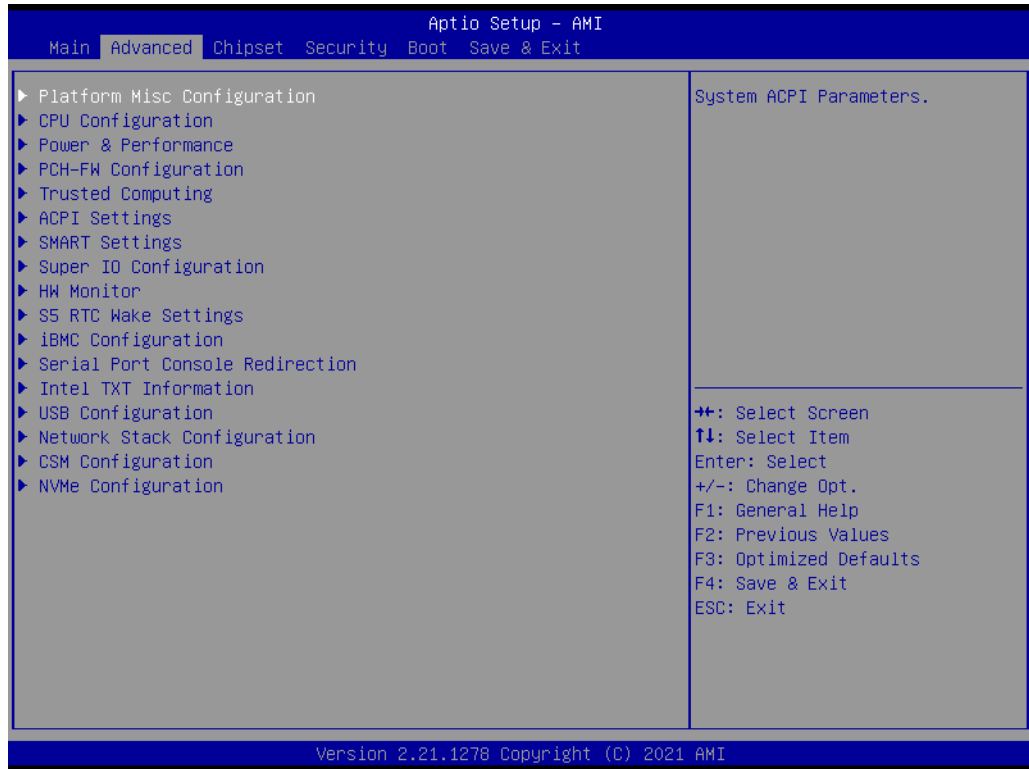 Aptio Setup – AMI
Main Advanced Chipset Security Boot Save & Exit
▶ Platform Misc Configuration
▶ CPU Configuration
▶ Power & Performance
▶ PCH-FW Configuration
▶ Trusted Computing
▶ ACPI Settings
▶ SMART Settings
▶ Super IO Configuration
▶ HW Monitor
▶ S5 RTC Wake Settings
▶ iBMC Configuration
▶ Serial Port Console Redirection
▶ Intel TXT Information
▶ USB Configuration
▶ Network Stack Configuration
▶ CSM Configuration
▶ NVMe Configuration
System ACPI Parameters.
→←: Select Screen
↑↓: Select Item
Enter: Select
+/-: Change Opt.
F1: General Help
F2: Previous Values
F3: Optimized Defaults
F4: Save & Exit
ESC: Exit
Version 2.21.1278 Copyright (C) 2021 AMI